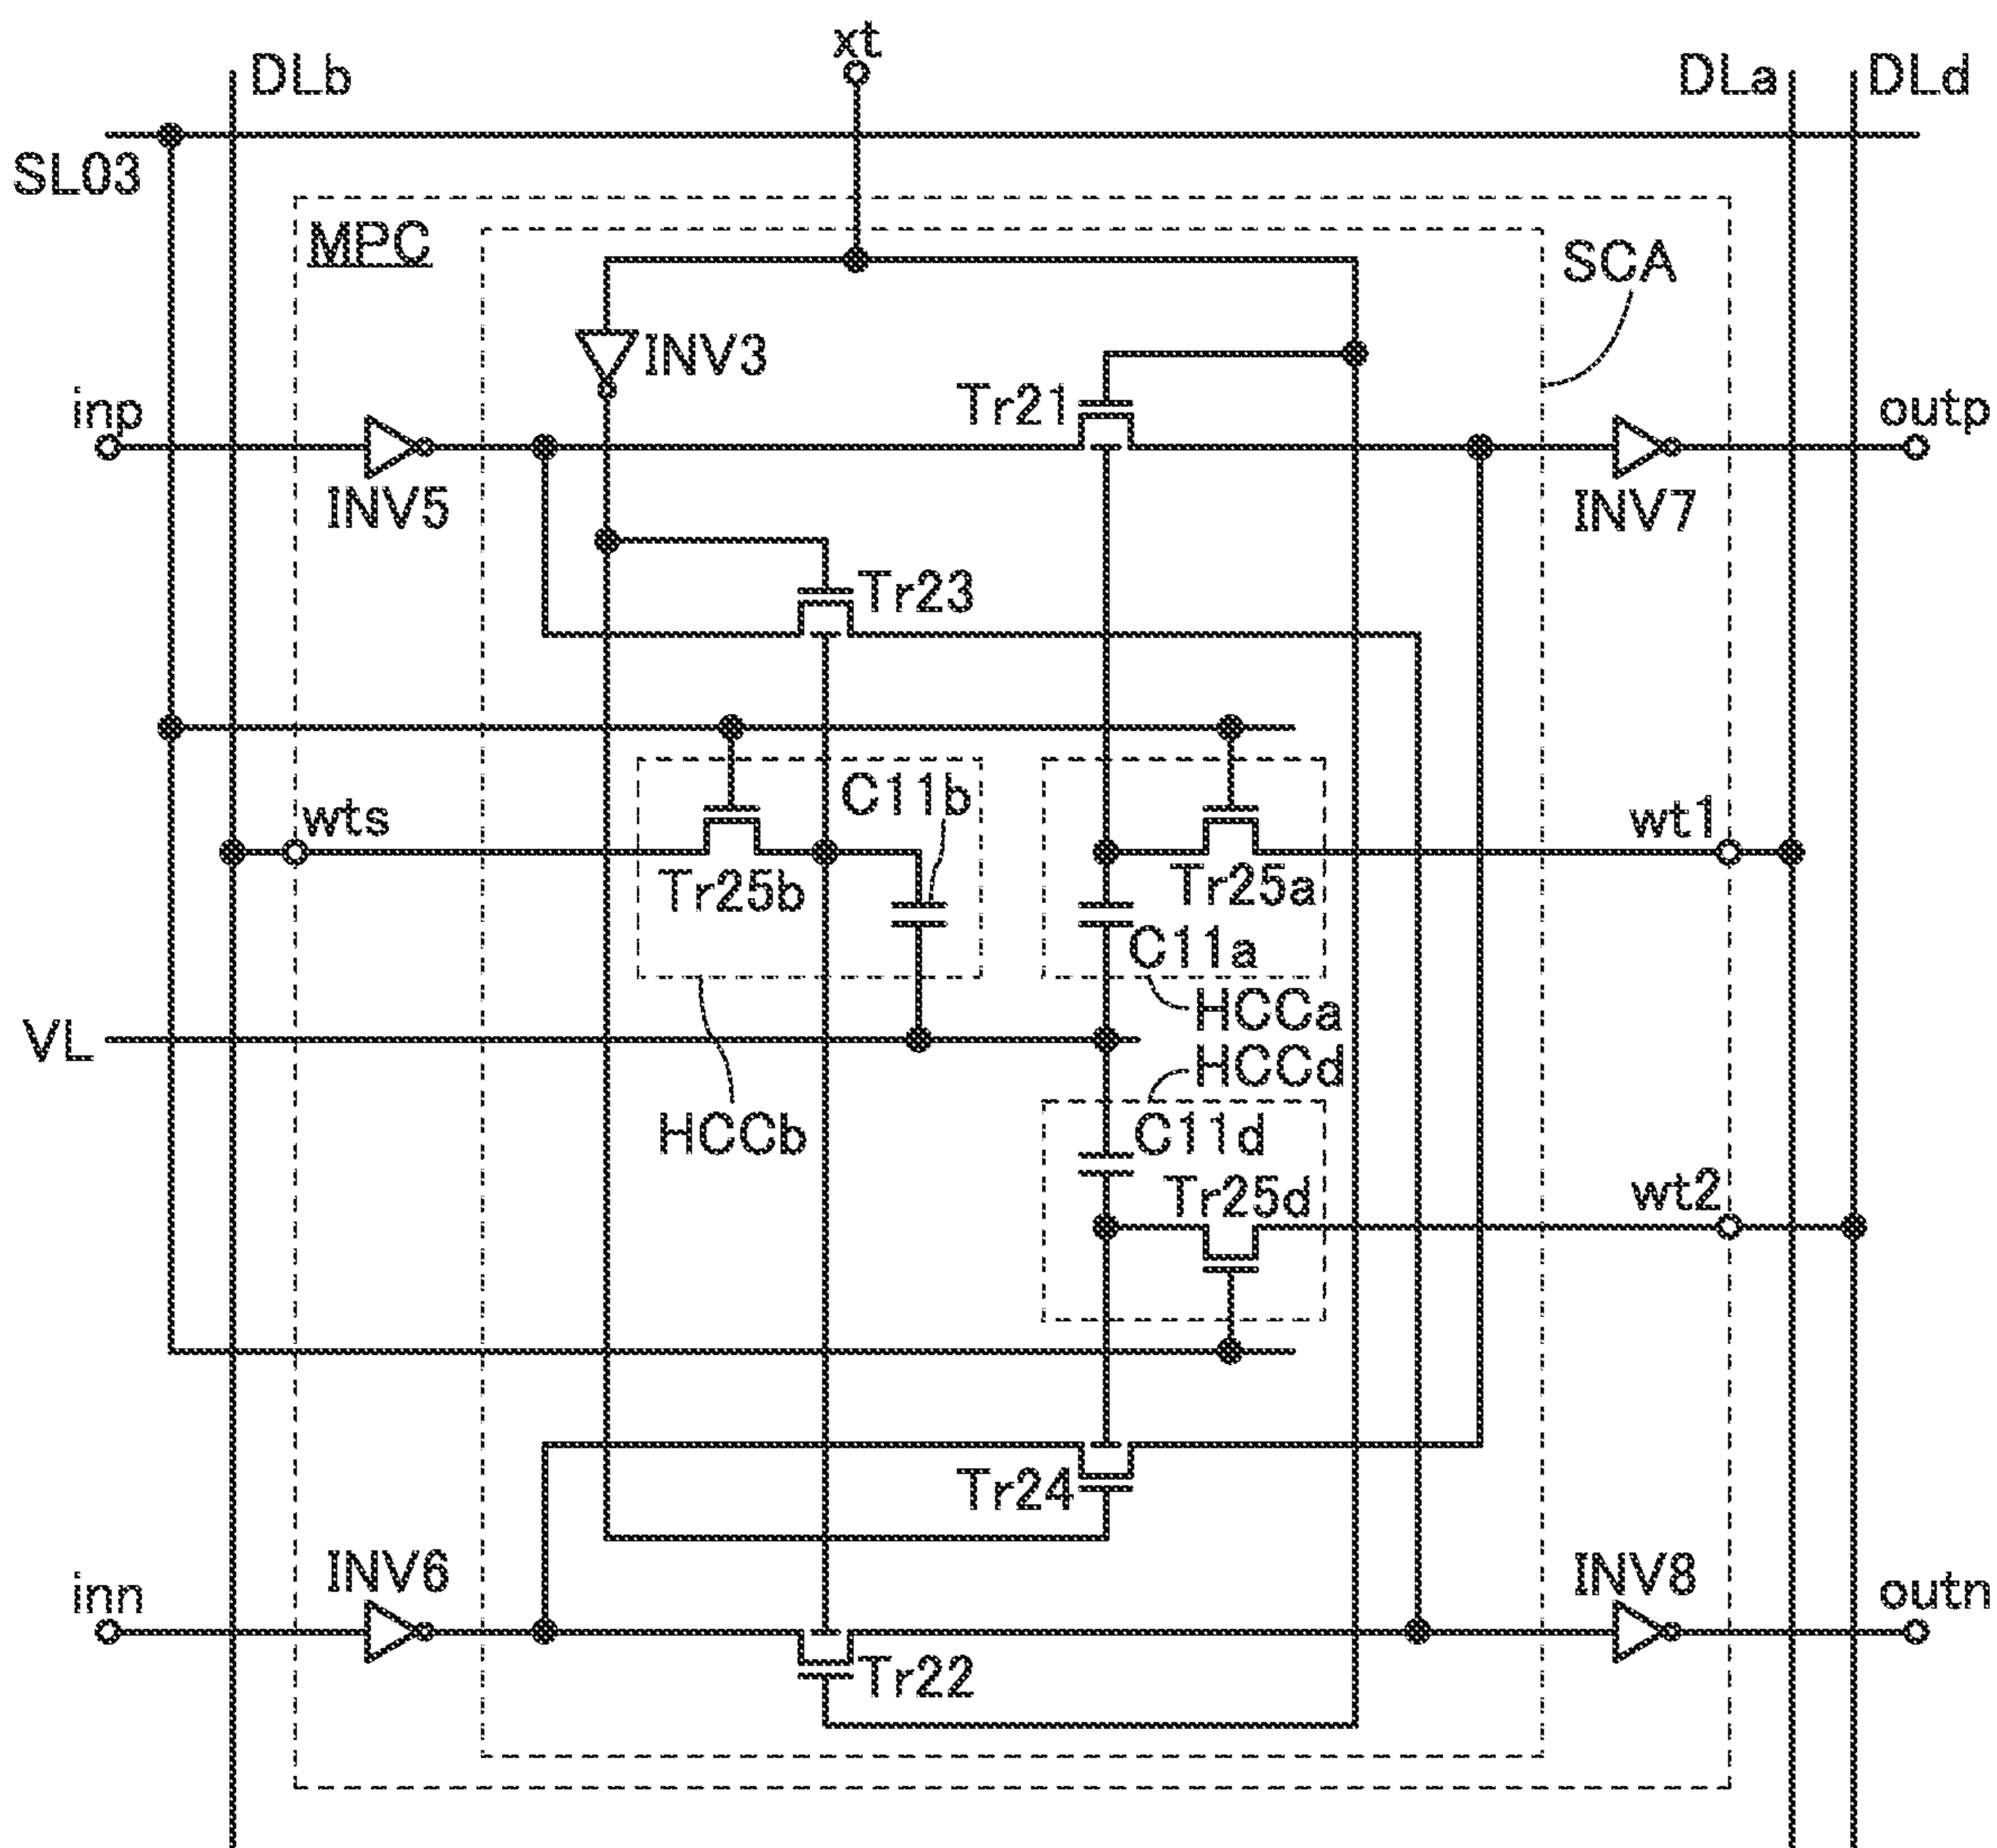 xt
DLb
DLa
DLd
SL03
MPC
SCA
INV3
Tr21
inp
outp
INV5
INV7
Tr23
C11b
wts
wt1
Tr25b
Tr25a
C11a
HCCa
VL
HCCd
HCCb
C11d
Tr25d
wt2
Tr24
INV6
INV8
inn
outn
Tr22